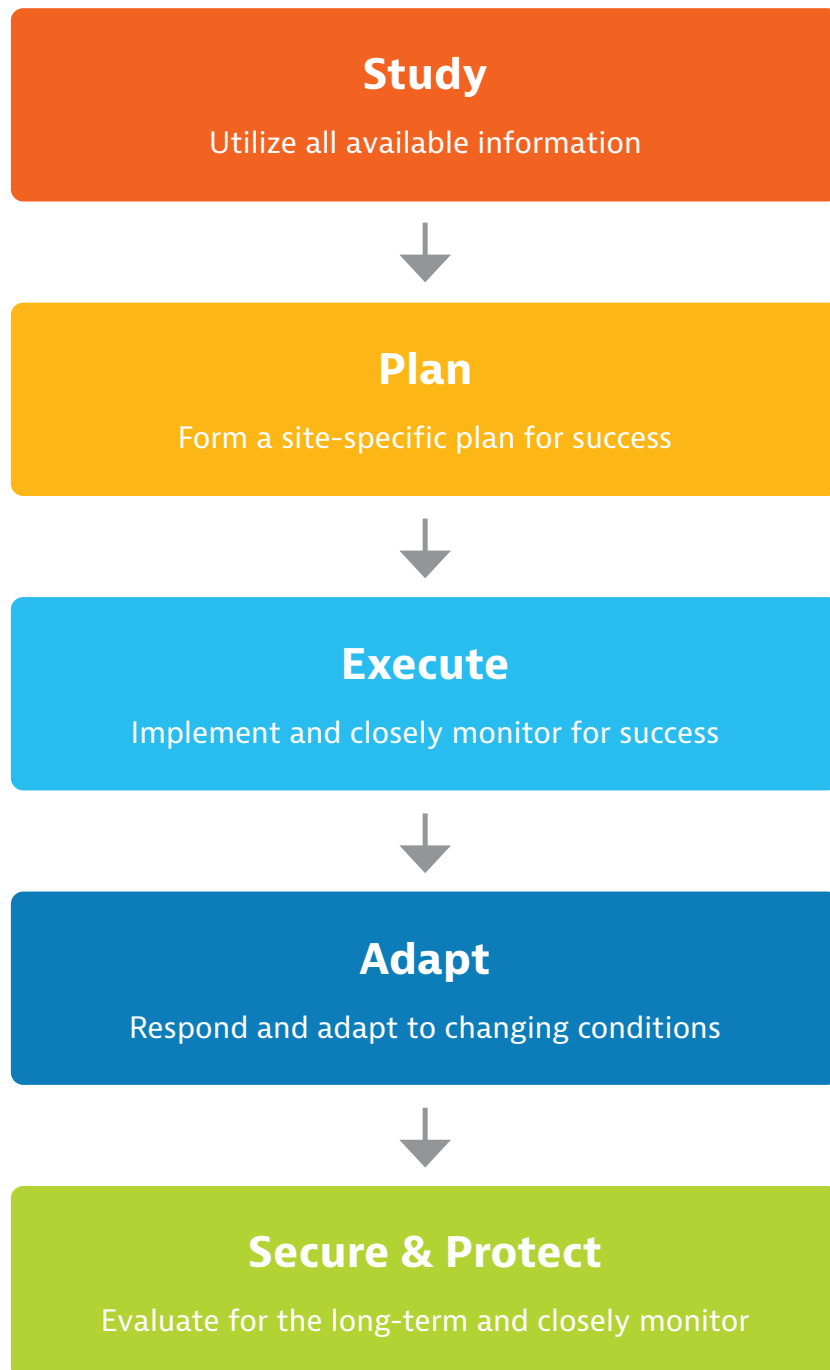 Study
Utilize all available information
Plan
Form a site-specific plan for success
Execute
Implement and closely monitor for success
Adapt
Respond and adapt to changing conditions
Secure & Protect
Evaluate for the long-term and closely monitor